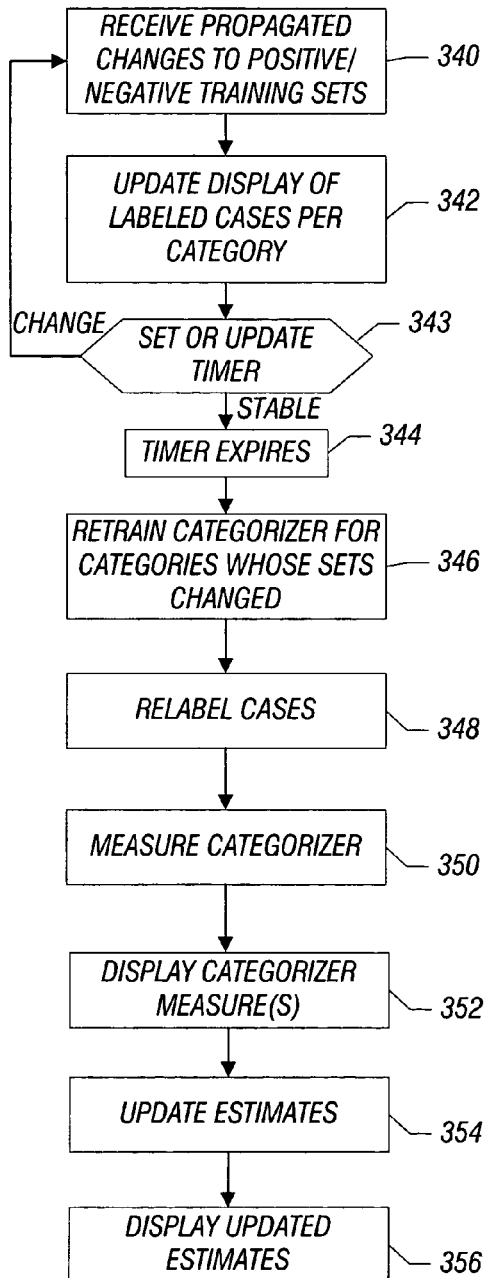 RECEIVE PROPAGATED
CHANGES TO POSITIVE/
NEGATIVE TRAINING SETS
340
UPDATE DISPLAY OF
LABELED CASES PER
CATEGORY
342
CHANGE
SET OR UPDATE
TIMER
343
STABLE
TIMER EXPIRES
344
RETRAIN CATEGORIZER FOR
CATEGORIES WHOSE SETS
CHANGED
346
RELABEL CASES
348
MEASURE CATEGORIZER
350
DISPLAY CATEGORIZER
MEASURE(S)
352
UPDATE ESTIMATES
354
DISPLAY UPDATED
ESTIMATES
356